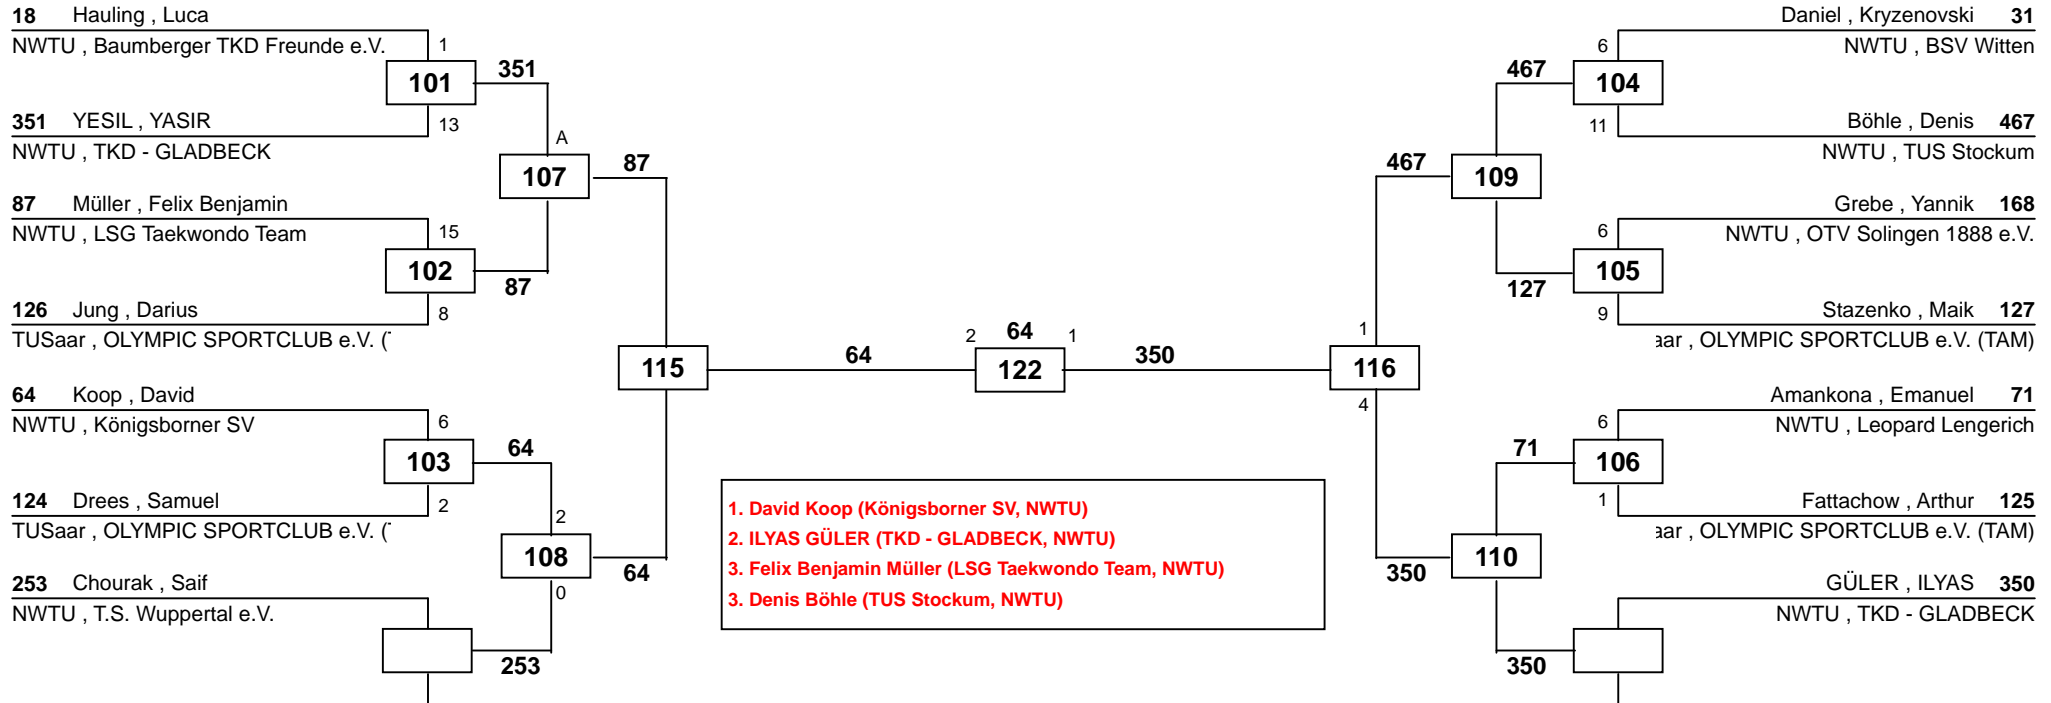 18 Hauling , Luca
NWTU , Baumberger TKD Freunde e.V.
1
101
351
13
351 YESIL , YASIR
NWTU , TKD - GLADBECK
A
107
87
87 Müller , Felix Benjamin
NWTU , LSG Taekwondo Team
15
102
87
8
126 Jung , Darius
TUSaar , OLYMPIC SPORTCLUB e.V. (
115
64
64 Koop , David
NWTU , Königsborner SV
6
103
64
2
124 Drees , Samuel
TUSaar , OLYMPIC SPORTCLUB e.V. (
2
108
64
0
253 Chourak , Saif
NWTU , T.S. Wuppertal e.V.
253
2 64 1
122
350
1. David Koop (Königsborner SV, NWTU)
2. ILYAS GÜLER (TKD - GLADBECK, NWTU)
3. Felix Benjamin Müller (LSG Taekwondo Team, NWTU)
3. Denis Böhle (TUS Stockum, NWTU)
Daniel , Kryzenovski 31
NWTU , BSV Witten
6
467
104
11
Böhle , Denis 467
NWTU , TUS Stockum
467
109
Grebe , Yannik 168
NWTU , OTV Solingen 1888 e.V.
6
105
127
9
Stazenko , Maik 127
aar , OLYMPIC SPORTCLUB e.V. (TAM)
1
116
4
Amankona , Emanuel 71
NWTU , Leopard Lengerich
6
71
106
1
Fattachow , Arthur 125
aar , OLYMPIC SPORTCLUB e.V. (TAM)
110
350
GÜLER , ILYAS 350
NWTU , TKD - GLADBECK
350